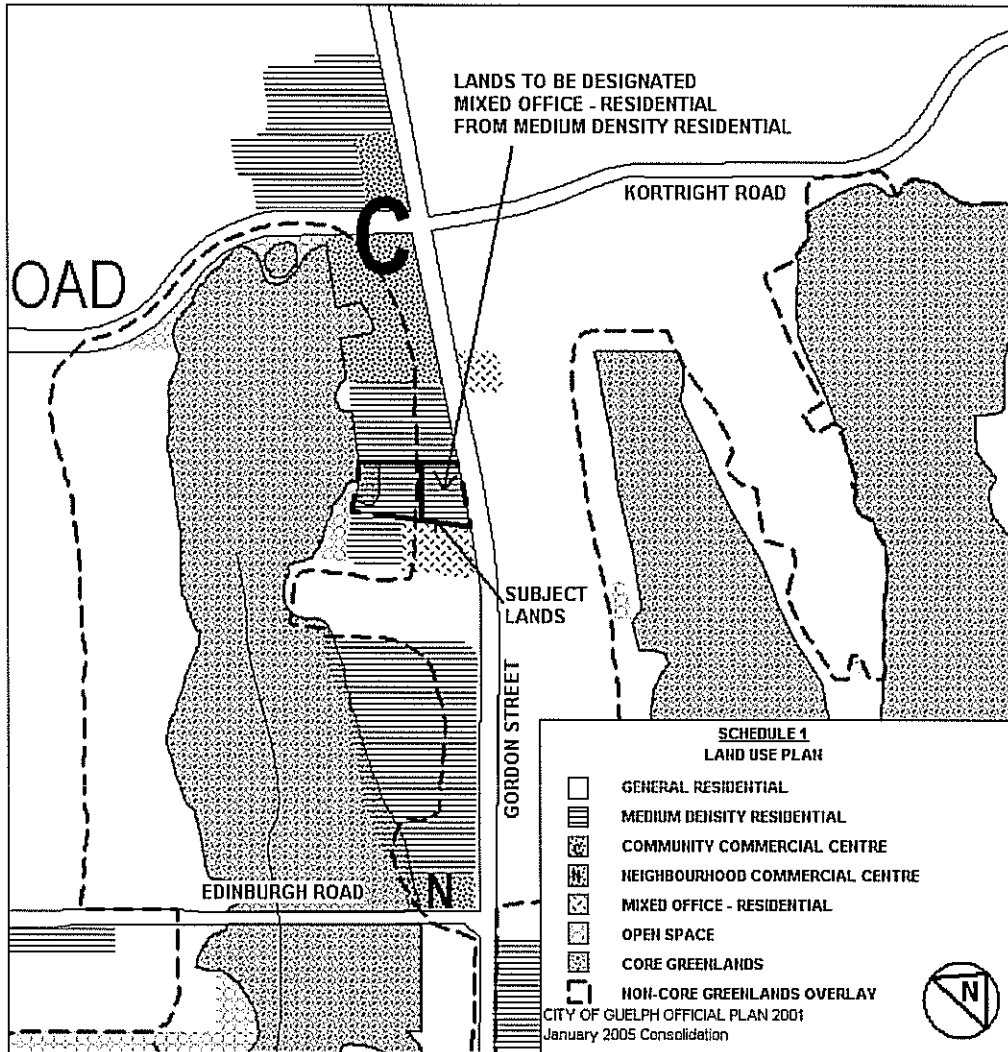 LANDS TO BE DESIGNATED
MIXED OFFICE - RESIDENTIAL
FROM MEDIUM DENSITY RESIDENTIAL
KORTRIGHT ROAD
C
OAD
SUBJECT
LANDS
GORDON STREET
EDINBURGH ROAD
N
SCHEDULE 1
LAND USE PLAN
GENERAL RESIDENTIAL
MEDIUM DENSITY RESIDENTIAL
C COMMUNITY COMMERCIAL CENTRE
N NEIGHBOURHOOD COMMERCIAL CENTRE
MIXED OFFICE - RESIDENTIAL
OPEN SPACE
CORE GREENLANDS
NON-CORE GREENLANDS OVERLAY
CITY OF GUELPH OFFICIAL PLAN 2001
January 2005 Consolidation
N